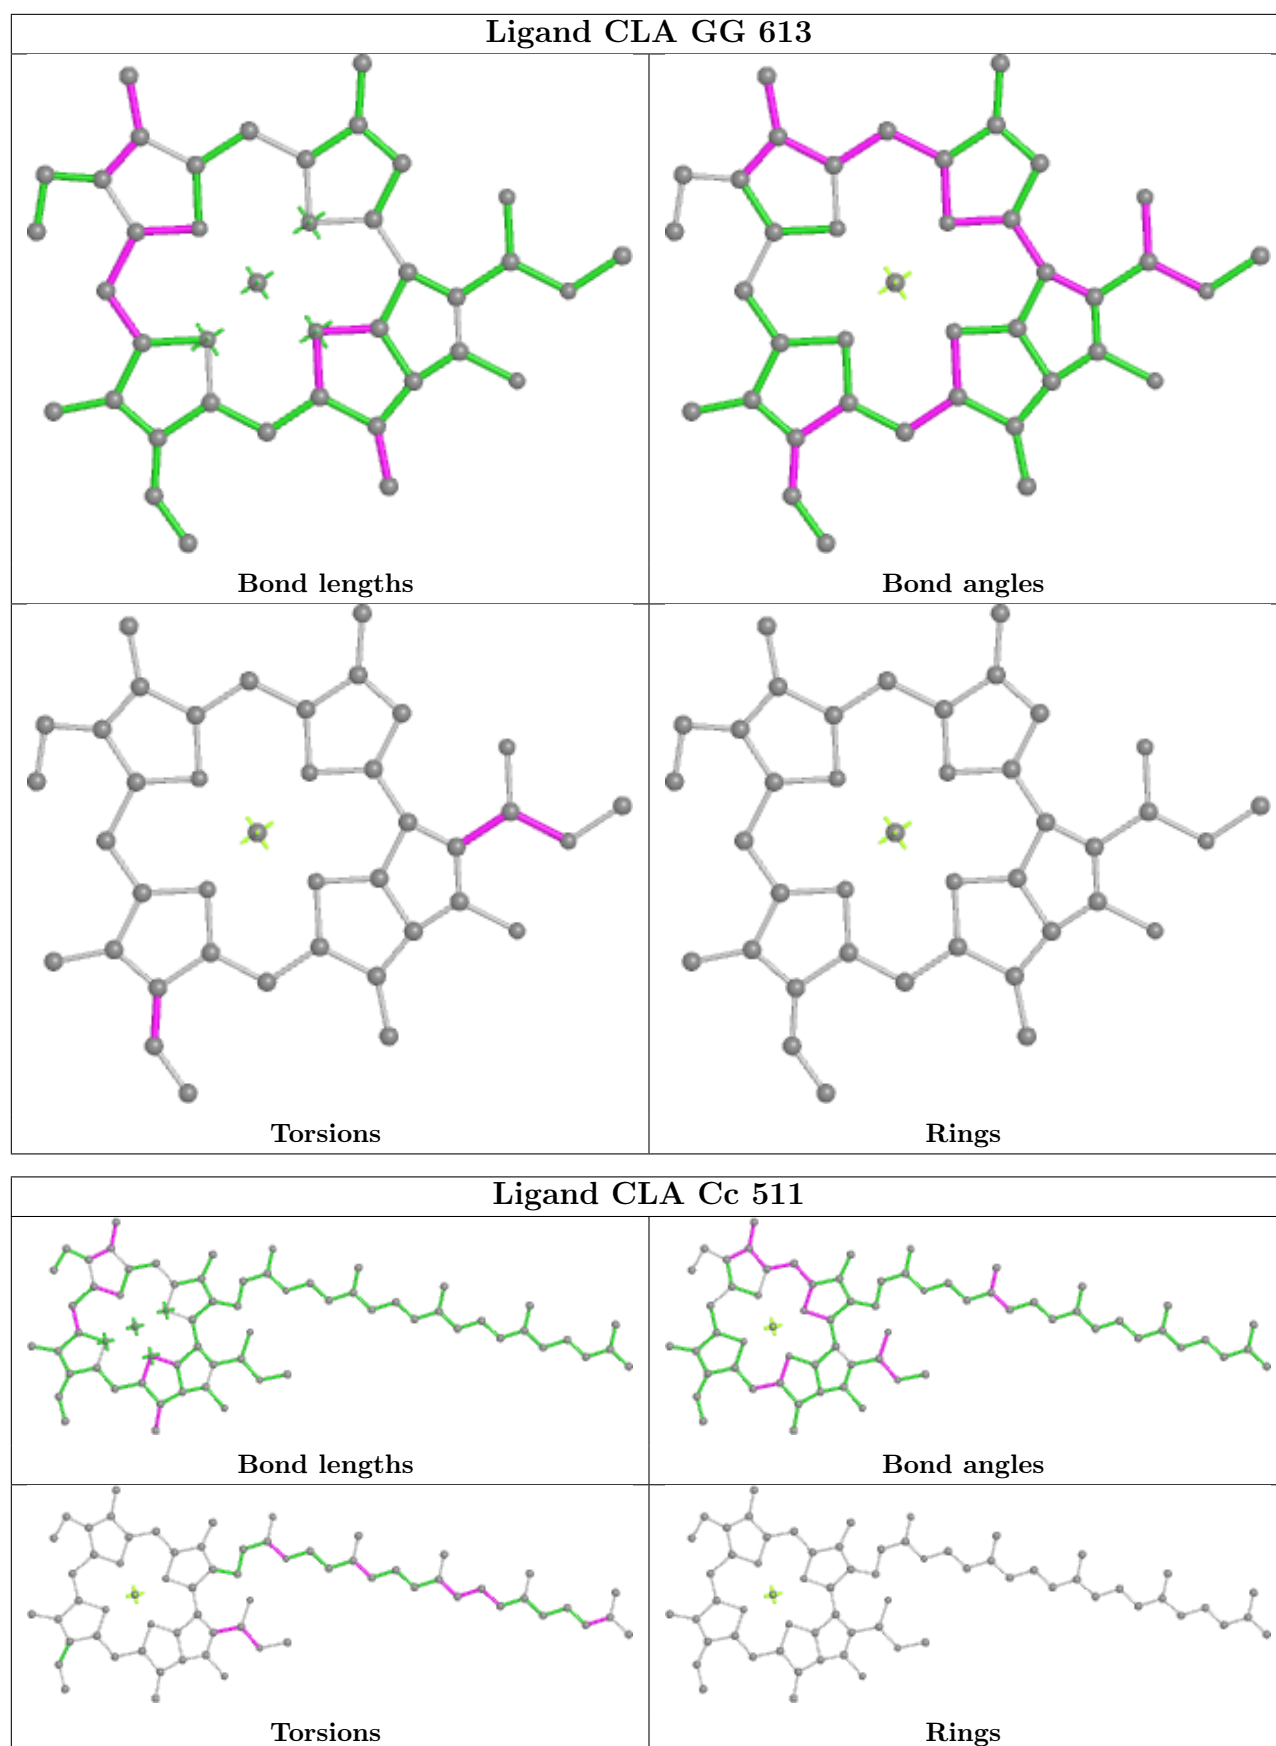 Ligand CLA GG 613
Bond lengths
Bond angles
Torsions
Rings
Ligand CLA Cc 511
Bond lengths
Bond angles
Torsions
Rings